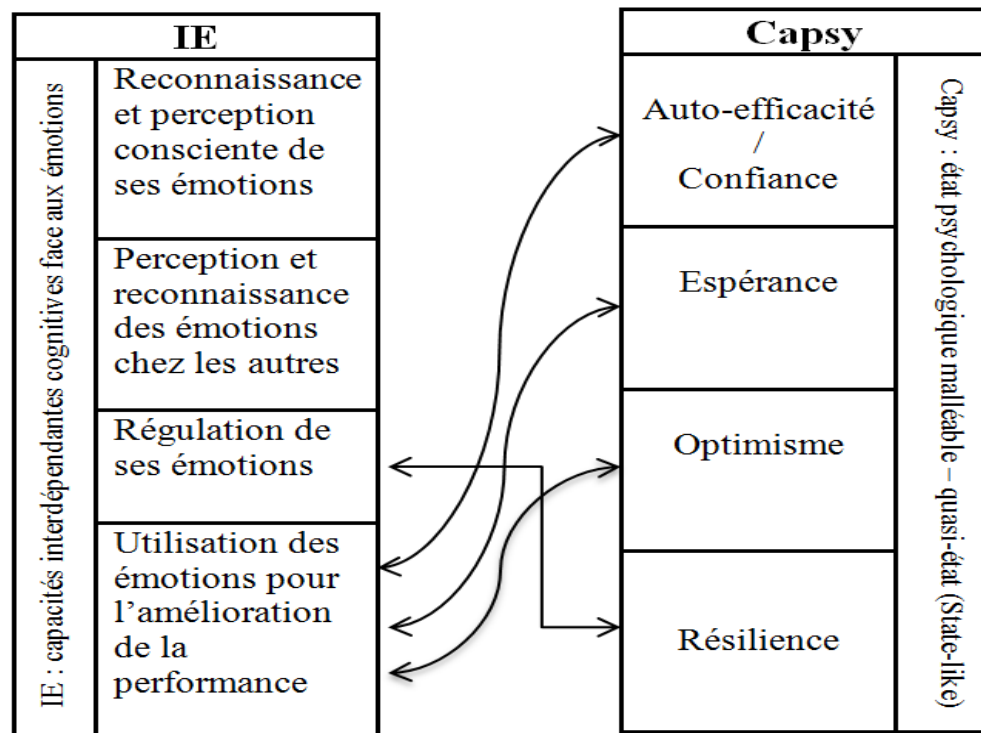 IE
IE : capacités interdépendantes cognitives face aux émotions
Reconnaissance
et perception
consciente de
ses émotions
Perception et
reconnaissance
des émotions
chez les autres
Régulation de
ses émotions
Utilisation des
émotions pour
l’amélioration
de la
performance
Capsy
Auto-efficacité
/
Confiance
Espérance
Optimisme
Résilience
Capsy : état psychologique malléable – quasi-état (State-like)